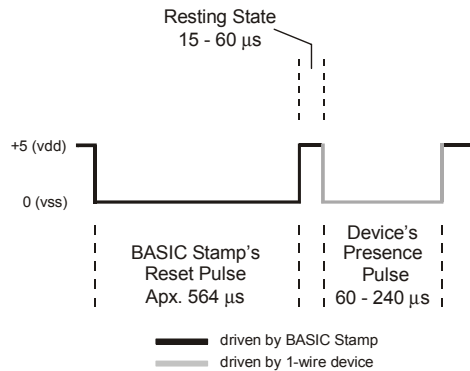 Resting State
15 - 60 µs
+5 (vdd)
0 (vss)
BASIC Stamp's
Reset Pulse
Apx. 564 µs
Device's
Presence
Pulse
60 - 240 µs
driven by BASIC Stamp
driven by 1-wire device